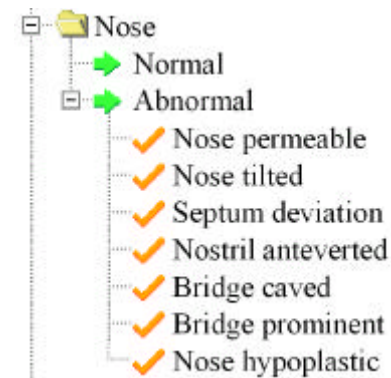 Nose
Normal
Abnormal
Nose permeable
Nose tilted
Septum deviation
Nostril anteverted
Bridge caved
Bridge prominent
Nose hypoplastic